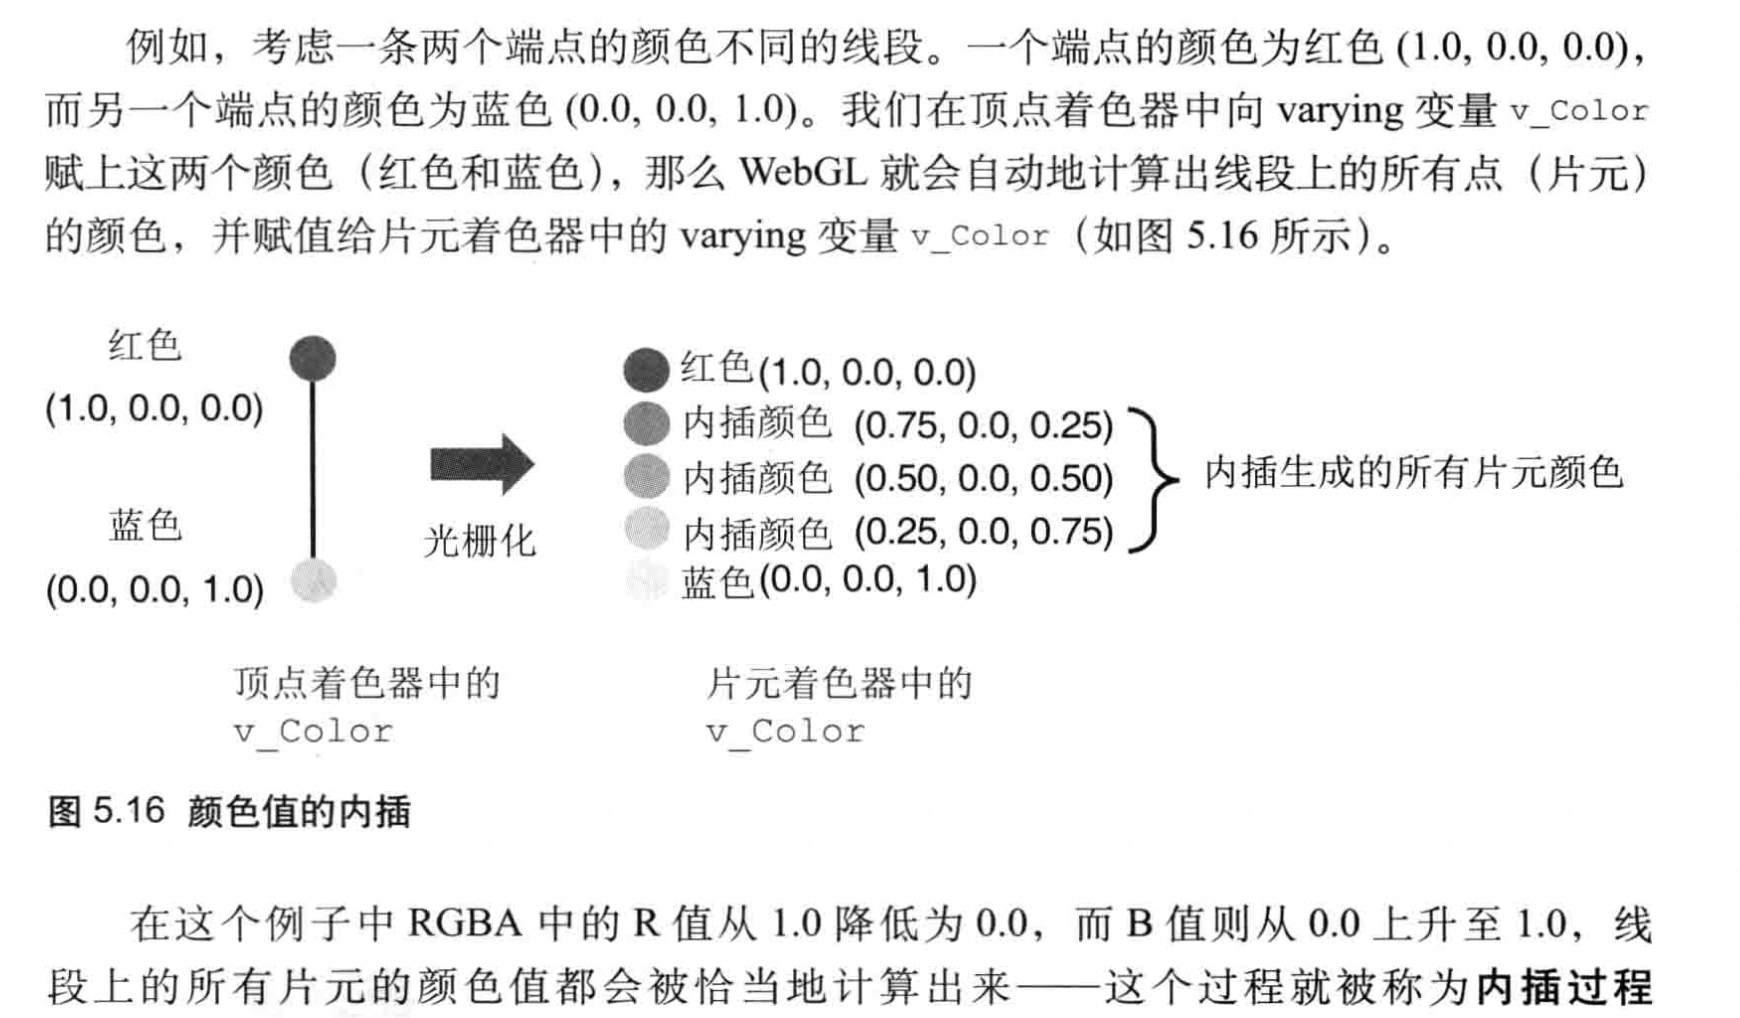 例如，考虑一条两个端点的颜色不同的线段。一个端点的颜色为红色 (1.0, 0.0, 0.0),
而另一个端点的颜色为蓝色 (0.0, 0.0, 1.0)。我们在顶点着色器中向 varying 变量 v_Color
赋上这两个颜色（红色和蓝色），那么 WebGL 就会自动地计算出线段上的所有点（片元）
的颜色，并赋值给片元着色器中的 varying 变量 v_Color（如图 5.16 所示）。
红色
(1.0, 0.0, 0.0)
蓝色
(0.0, 0.0, 1.0)
光栅化
红色(1.0, 0.0, 0.0)
内插颜色 (0.75, 0.0, 0.25)
内插颜色 (0.50, 0.0, 0.50)
内插颜色 (0.25, 0.0, 0.75)
蓝色(0.0, 0.0, 1.0)
内插生成的所有片元颜色
顶点着色器中的
v_Color
片元着色器中的
v_Color
图 5.16 颜色值的内插
在这个例子中 RGBA 中的 R 值从 1.0 降低为 0.0，而 B 值则从 0.0 上升至 1.0，线
段上的所有片元的颜色值都会被恰当地计算出来——这个过程就被称为内插过程